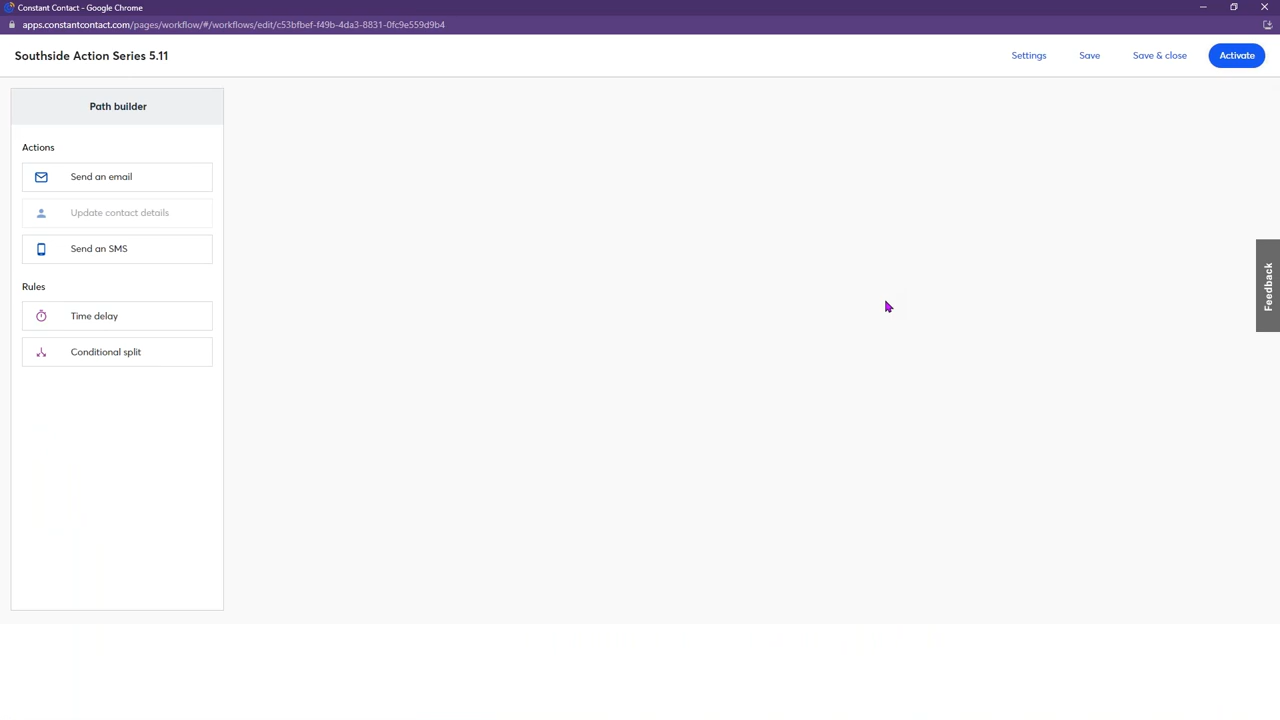 Constant Contact - Google Chrome
apps.constantcontact.com/pages/workflow/#/workflows/edit/c53bfbef-f49b-4da3-8831-0fc9e559d9b4
Southside Action Series 5.11
Settings
Save
Save & close
Activate
Path builder
Actions
Send an email
Update contact details
Send an SMS
Rules
Time delay
Conditional split
Feedback